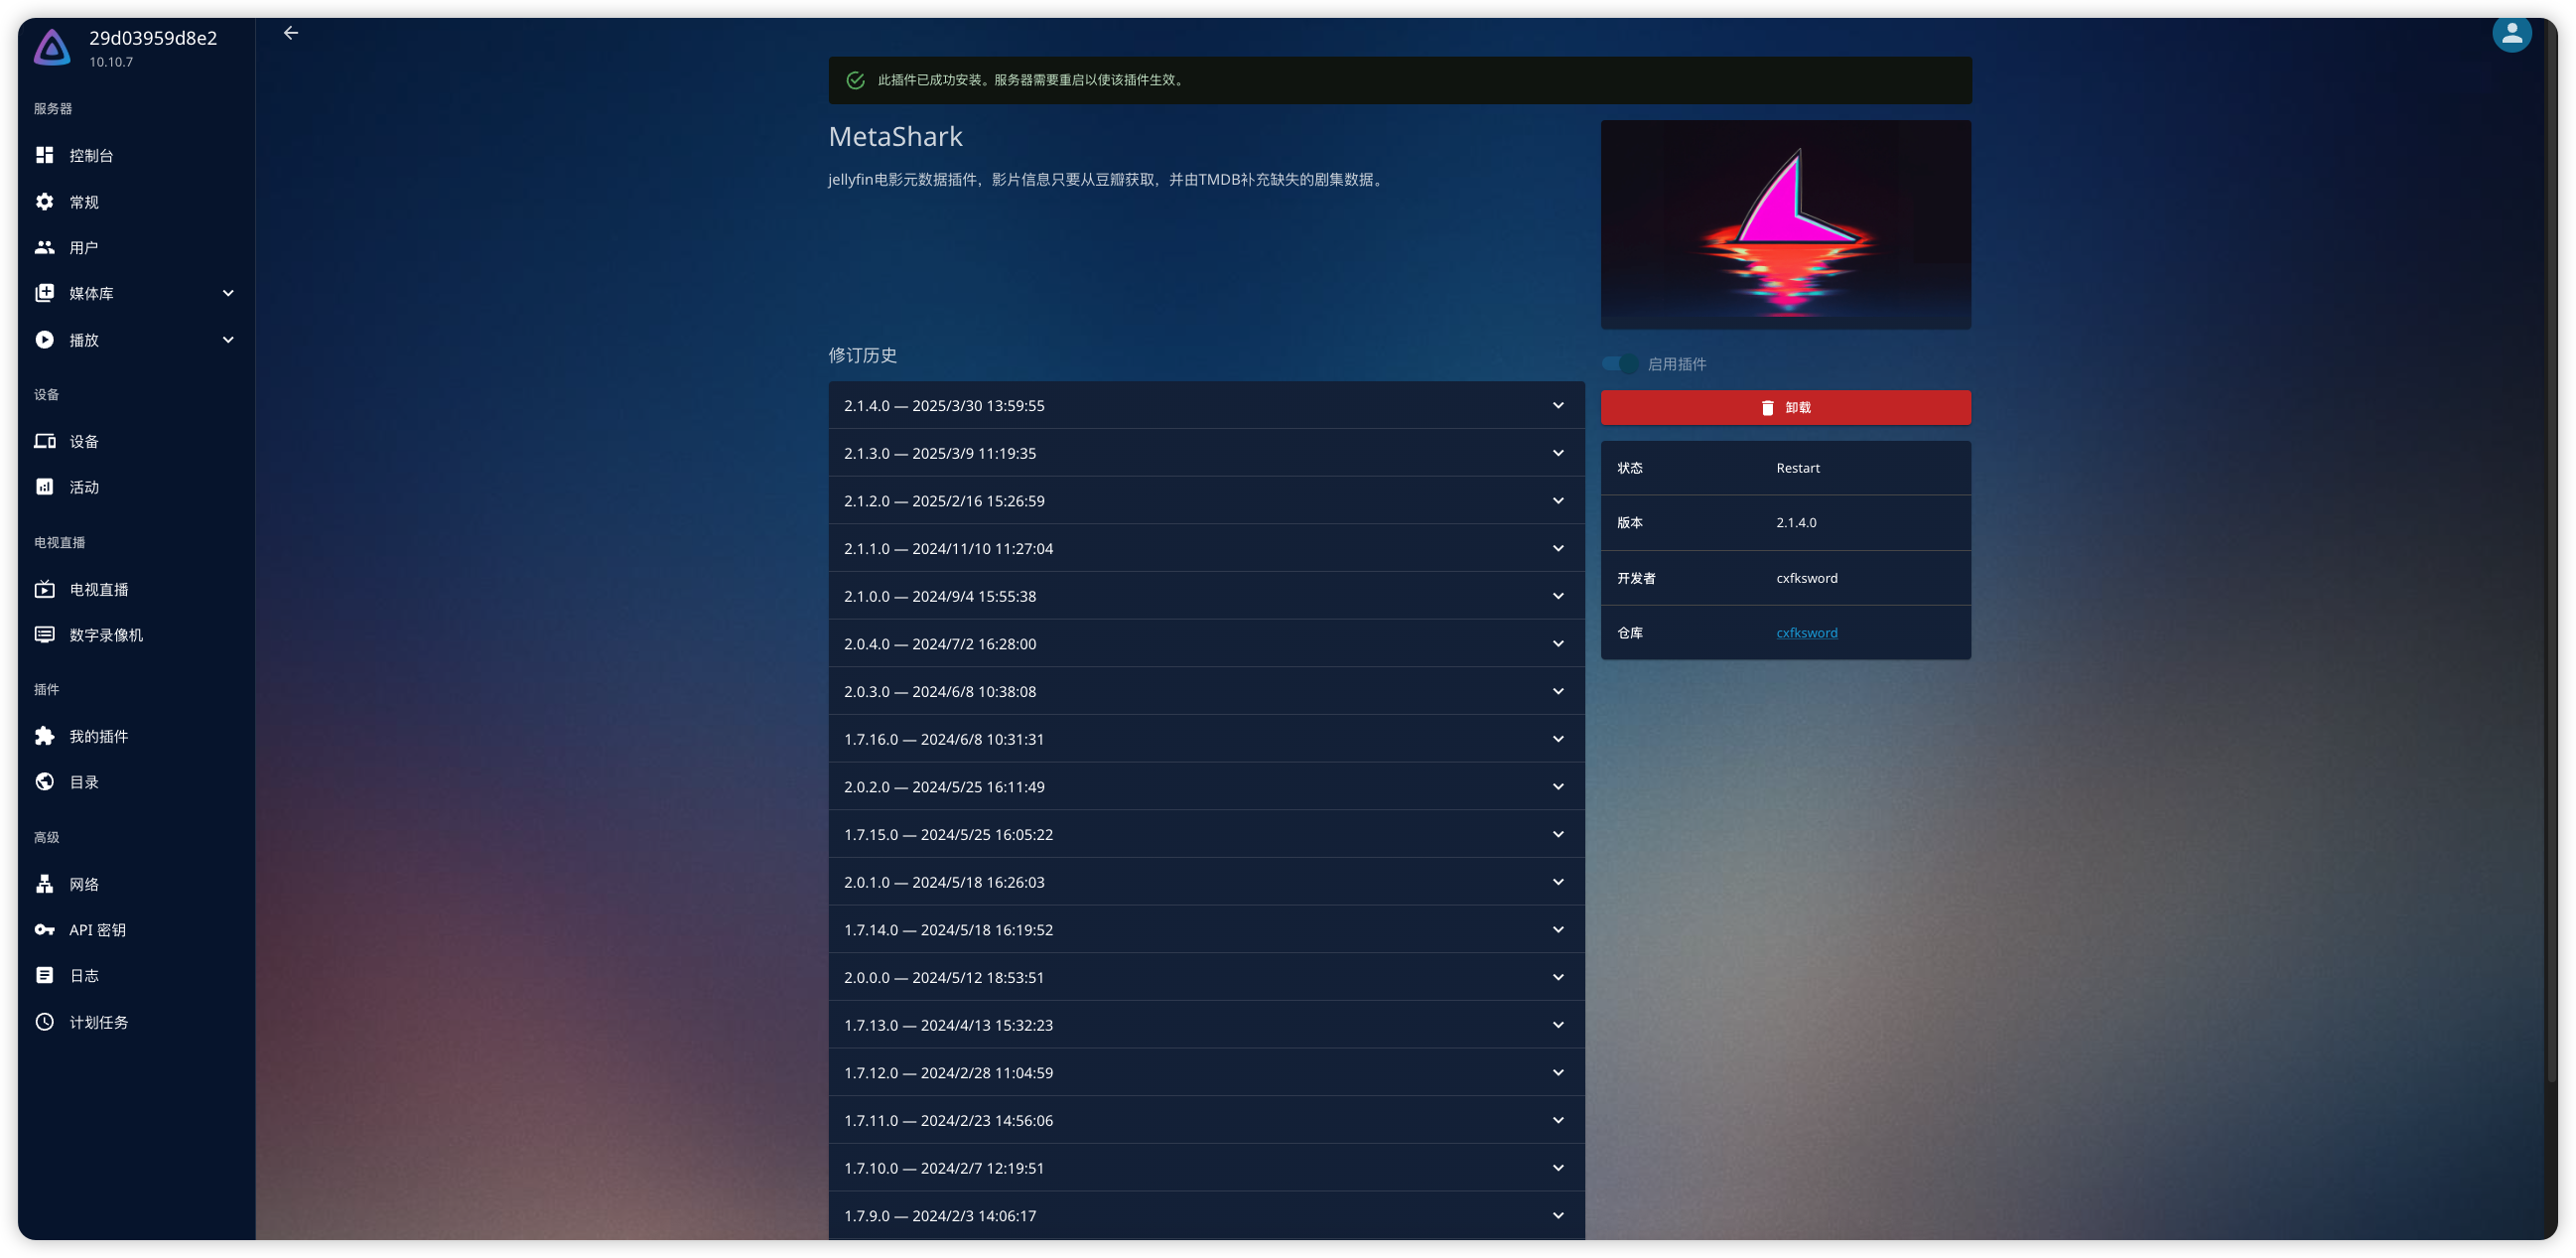 29d03959d8e2
10.10.7
服务器
控制台
常规
用户
媒体库
播放
设备
设备
活动
电视直播
电视直播
数字录像机
插件
我的插件
目录
高级
网络
API 密钥
日志
计划任务
此插件已成功安装。服务器需要重启以使该插件生效。
MetaShark
jellyfin电影元数据插件，影片信息只要从豆瓣获取，并由TMDB补充缺失的剧集数据。
修订历史
2.1.4.0 — 2025/3/30 13:59:55
2.1.3.0 — 2025/3/9 11:19:35
2.1.2.0 — 2025/2/16 15:26:59
2.1.1.0 — 2024/11/10 11:27:04
2.1.0.0 — 2024/9/4 15:55:38
2.0.4.0 — 2024/7/2 16:28:00
2.0.3.0 — 2024/6/8 10:38:08
1.7.16.0 — 2024/6/8 10:31:31
2.0.2.0 — 2024/5/25 16:11:49
1.7.15.0 — 2024/5/25 16:05:22
2.0.1.0 — 2024/5/18 16:26:03
1.7.14.0 — 2024/5/18 16:19:52
2.0.0.0 — 2024/5/12 18:53:51
1.7.13.0 — 2024/4/13 15:32:23
1.7.12.0 — 2024/2/28 11:04:59
1.7.11.0 — 2024/2/23 14:56:06
1.7.10.0 — 2024/2/7 12:19:51
1.7.9.0 — 2024/2/3 14:06:17
启用插件
卸载
状态 Restart
版本 2.1.4.0
开发者 cxfksword
仓库 cxfksword